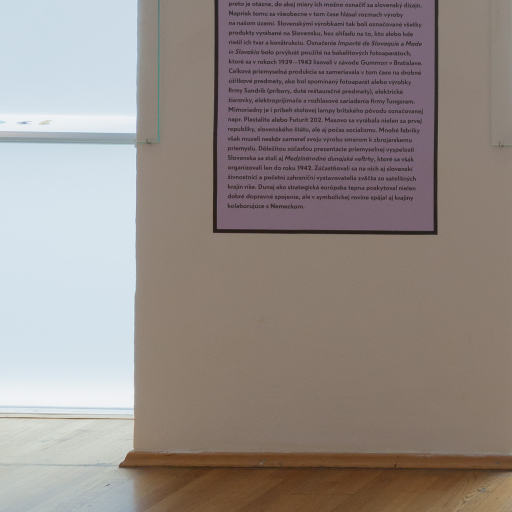 preto je otázne, do akej miery ich možno označiť za slovenský dizajn.
Napriek tomu sa všeobecne v tom čase hlásal rozmach výroby
na našom území. Slovenskými výrobkami tak boli označované všetky
produkty vyrábané na Slovensku, bez ohľadu na to, kto alebo kde
riešil ich tvar a konštrukciu. Označenie Importé de Slovaquie a Made
in Slovakia bolo prvýkrát použité na bakelitových fotoaparátoch,
ktoré sa v rokoch 1939–1943 lisovali v závode Gummon v Bratislave.
Celková priemyselná produkcia sa zameriavala v tom čase na drobné
úžitkové predmety, ako bol spomínaný fotoaparát alebo výrobky
firmy Sandrik (príbory, duté reštauračné predmety), elektrické
žiarovky, elektroprijímače a rozhlasové zariadenia firmy Tungsram.
Mimoriadny je i príbeh stolovej lampy britského pôvodu označovanej
napr. Plastalite alebo Futurit 202. Masovo sa vyrábala nielen za prvej
republiky, slovenského štátu, ale aj počas socializmu. Mnohé fabriky
však museli neskôr zamerať svoju výrobu smerom k zbrojárskemu
priemyslu. Dôležitou súčasťou prezentácie priemyselnej vyspelosti
Slovenska sa stali aj Medzinárodné dunajské veľtrhy, ktoré sa však
organizovali len do roku 1942. Zúčastňovali sa na nich aj slovenskí
živnostníci a početní zahraniční vystavovatelia zväčša zo satelitných
krajín ríše. Dunaj ako strategická európska tepna poskytoval nielen
dobré dopravné spojenie, ale v symbolickej rovine spájal aj krajiny
kolaborujúce s Nemeckom.